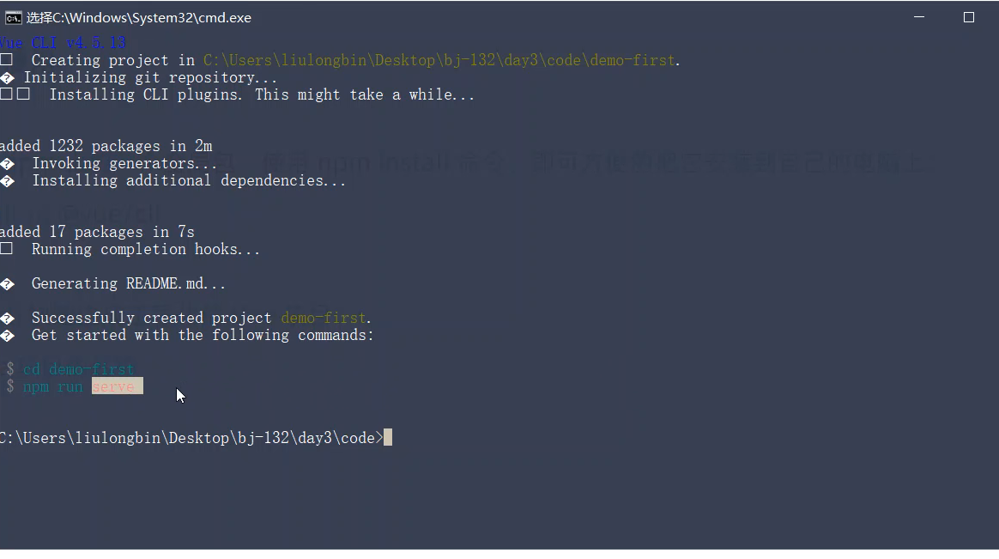 选择C:\Windows\System32\cmd.exe
Vue CLI v4.5.13
Creating project in C:\Users\liulongbin\Desktop\bj-132\day3\code\demo-first.
Initializing git repository...
Installing CLI plugins. This might take a while...
added 1232 packages in 2m
Invoking generators...
Installing additional dependencies...
added 17 packages in 7s
Running completion hooks...
Generating README.md...
Successfully created project demo-first.
Get started with the following commands:
$ cd demo-first
$ npm run serve
C:\Users\liulongbin\Desktop\bj-132\day3\code>